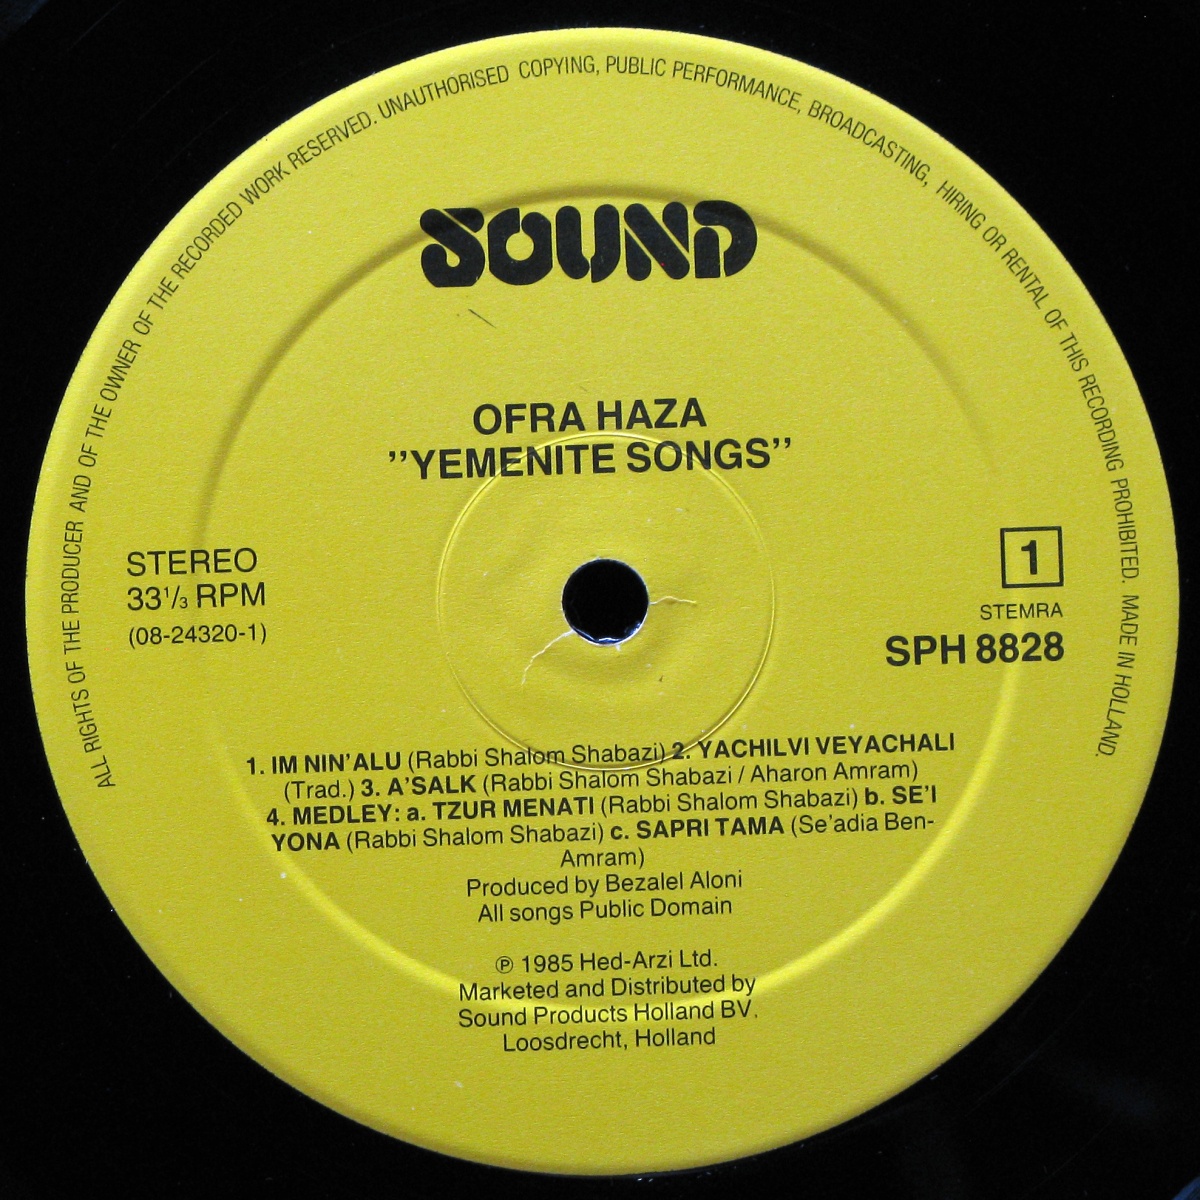 ALL RIGHTS OF THE PRODUCER AND OF THE OWNER OF THE RECORDED WORK RESERVED. UNAUTHORISED COPYING, PUBLIC PERFORMANCE, BROADCASTING, HIRING OR RENTAL OF THIS RECORDING PROHIBITED. MADE IN HOLLAND.
SOUND
OFRA HAZA
’’YEMENITE SONGS’’
STEREO
33⅓ RPM
(08-24320-1)
1
STEMRA
SPH 8828
1. IM NIN’ALU (Rabbi Shalom Shabazi) 2. YACHILVI VEYACHALI
(Trad.) 3. A’SALK (Rabbi Shalom Shabazi / Aharon Amram)
4. MEDLEY: a. TZUR MENATI (Rabbi Shalom Shabazi) b. SE’I
YONA (Rabbi Shalom Shabazi) c. SAPRI TAMA (Se’adia Ben-
Amram)
Produced by Bezalel Aloni
All songs Public Domain
℗ 1985 Hed-Arzi Ltd.
Marketed and Distributed by
Sound Products Holland BV.
Loosdrecht, Holland